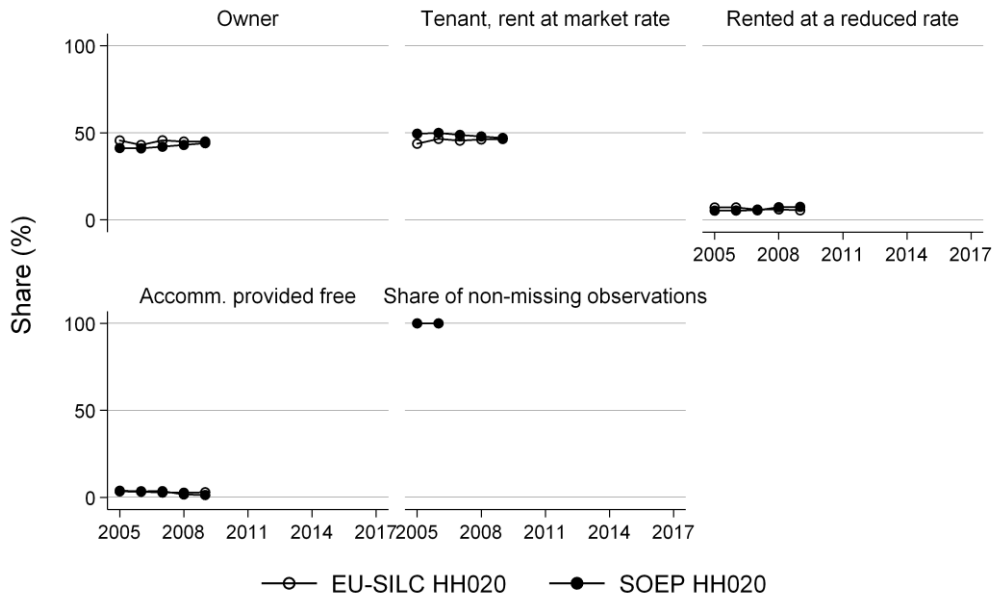 Owner
Tenant, rent at market rate
Rented at a reduced rate
100
50
0
2005 2008 2011 2014 2017
Share (%)
Accomm. provided free
Share of non-missing observations
100
50
0
2005 2008 2011 2014 2017
2005 2008 2011 2014 2017
EU-SILC HH020
SOEP HH020